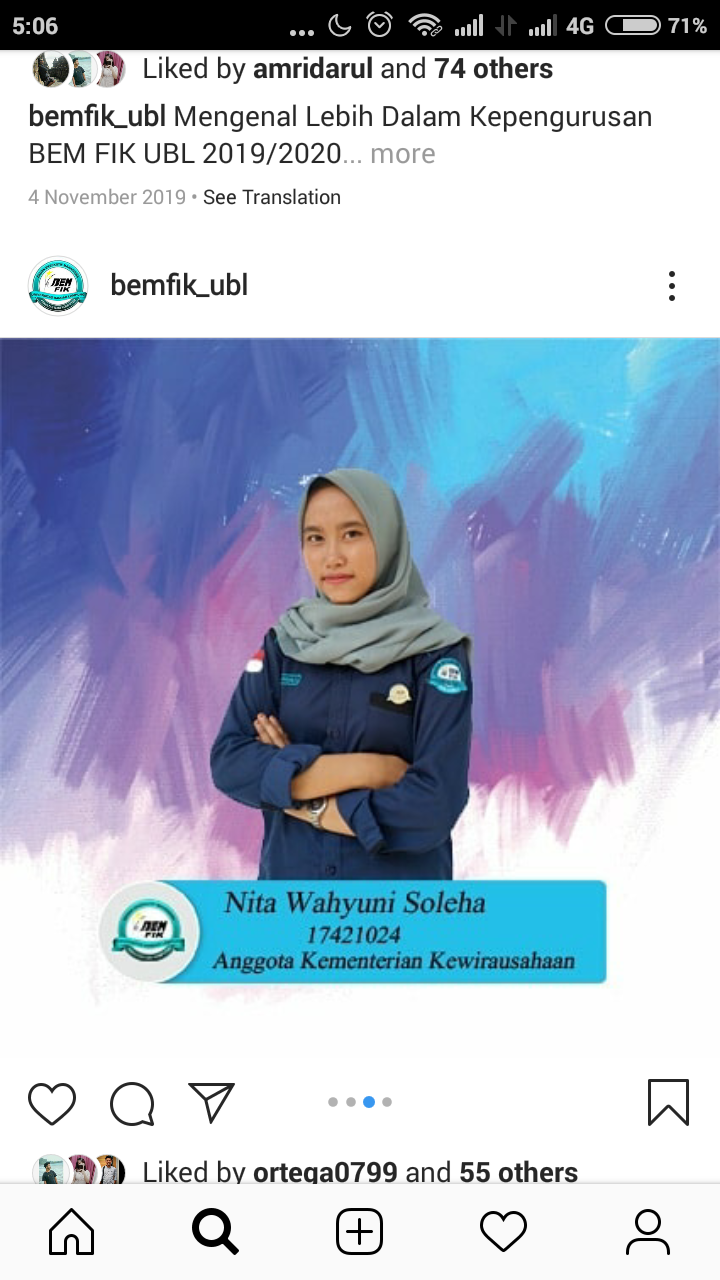 5:06
4G
71%
Liked by amridarul and 74 others
bemfik_ubl Mengenal Lebih Dalam Kepengurusan
BEM FIK UBL 2019/2020... more
4 November 2019 • See Translation
BEM
FIK
bemfik_ubl
Nita Wahyuni Soleha
17421024
Anggota Kementerian Kewirausahaan
BEM
FIK
Liked by ortega0799 and 55 others